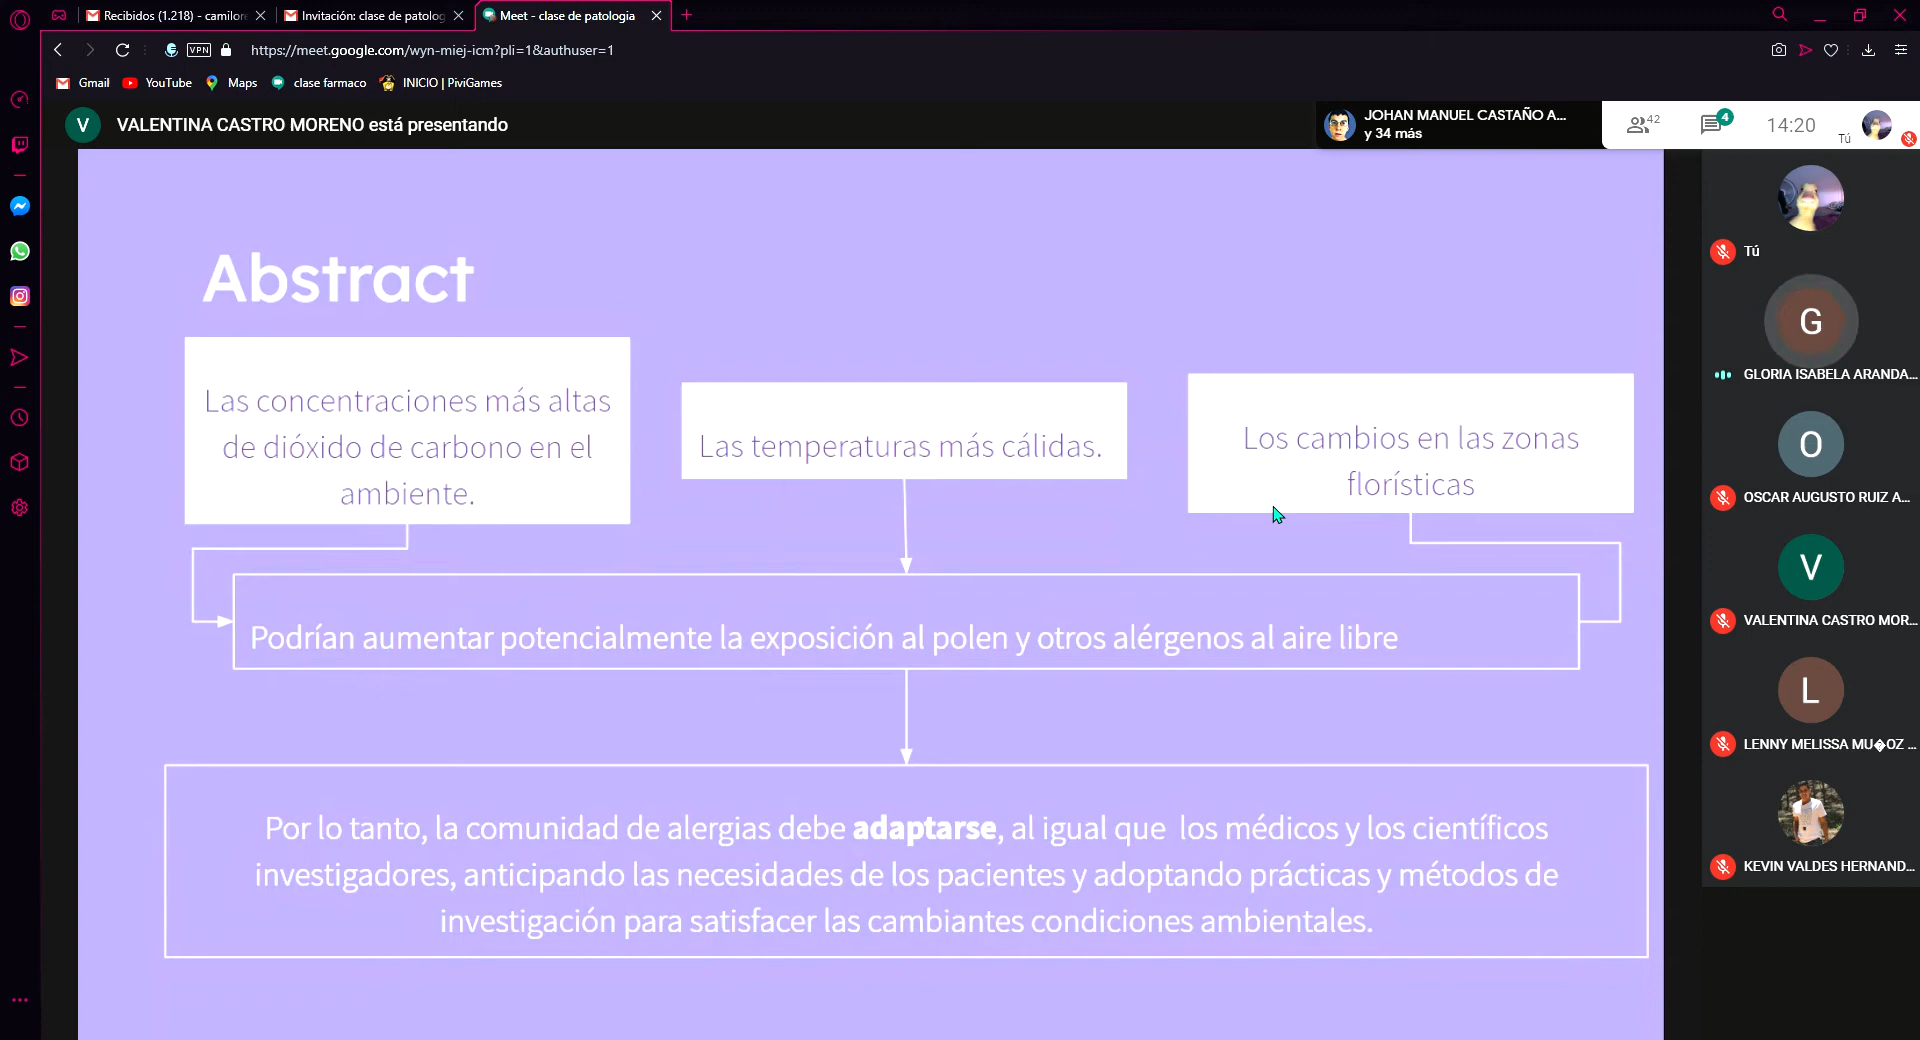 Recibidos (1.218) - camilore
Invitación: clase de patolog
Meet - clase de patologia
VPN
https://meet.google.com/wyn-miej-icm?pli=1&authuser=1
Gmail
YouTube
Maps
clase farmaco
INICIO | PiviGames
V
VALENTINA CASTRO MORENO está presentando
JOHAN MANUEL CASTAÑO A...
y 34 más
42
4
14:20
Tú
Abstract
Las concentraciones más altas
de dióxido de carbono en el
ambiente.
Las temperaturas más cálidas.
Los cambios en las zonas
florísticas
Podrían aumentar potencialmente la exposición al polen y otros alérgenos al aire libre
Por lo tanto, la comunidad de alergias debe adaptarse, al igual que los médicos y los científicos
investigadores, anticipando las necesidades de los pacientes y adoptando prácticas y métodos de
investigación para satisfacer las cambiantes condiciones ambientales.
Tú
G
GLORIA ISABELA ARANDA...
O
OSCAR AUGUSTO RUIZ A...
V
VALENTINA CASTRO MOR...
L
LENNY MELISSA MU�OZ ...
KEVIN VALDES HERNAND...